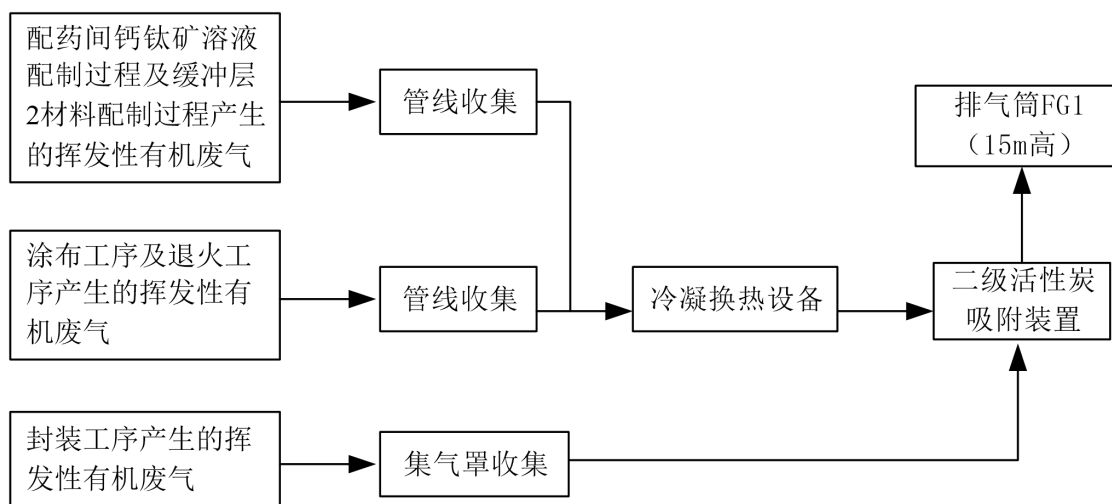 配药间钙钛矿溶液
配制过程及缓冲层
2材料配制过程产生
的挥发性有机废气
管线收集
排气筒FG1
（15m高）
涂布工序及退火工
序产生的挥发性有
机废气
管线收集
冷凝换热设备
二级活性炭
吸附装置
封装工序产生的挥
发性有机废气
集气罩收集